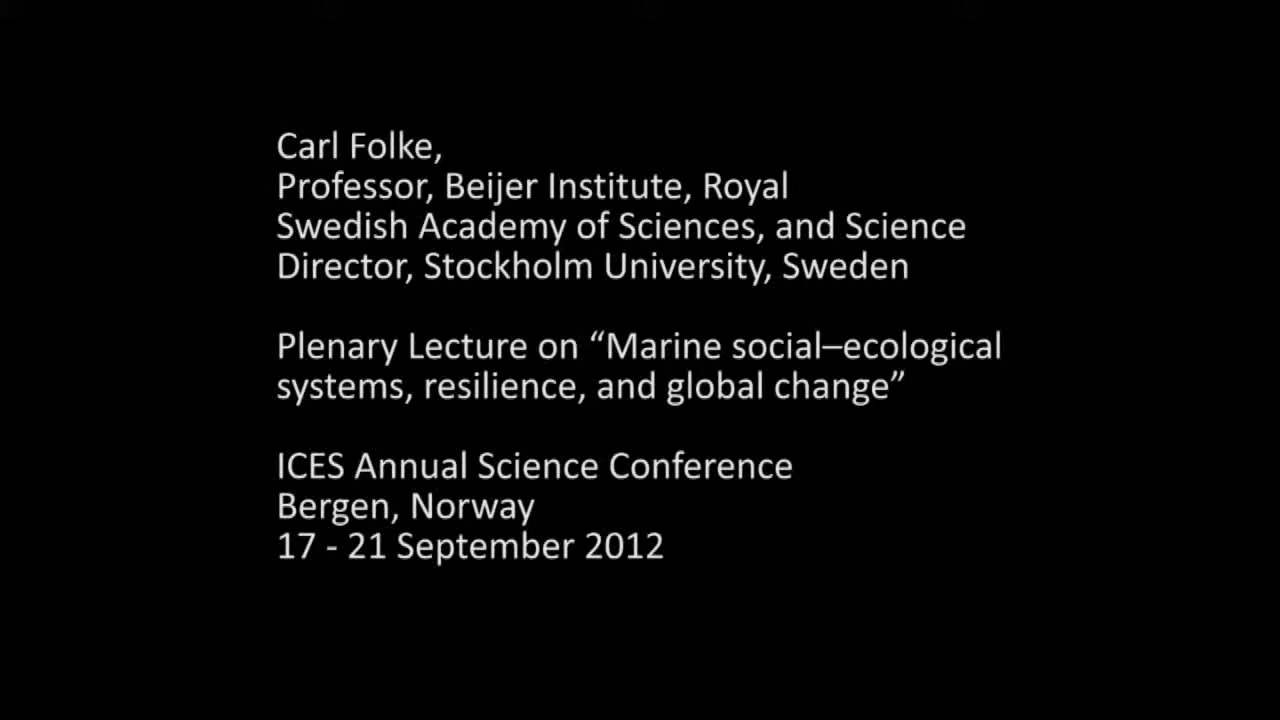 Carl Folke,
Professor, Beijer Institute, Royal
Swedish Academy of Sciences, and Science
Director, Stockholm University, Sweden
Plenary Lecture on “Marine social–ecological
systems, resilience, and global change”
ICES Annual Science Conference
Bergen, Norway
17 - 21 September 2012